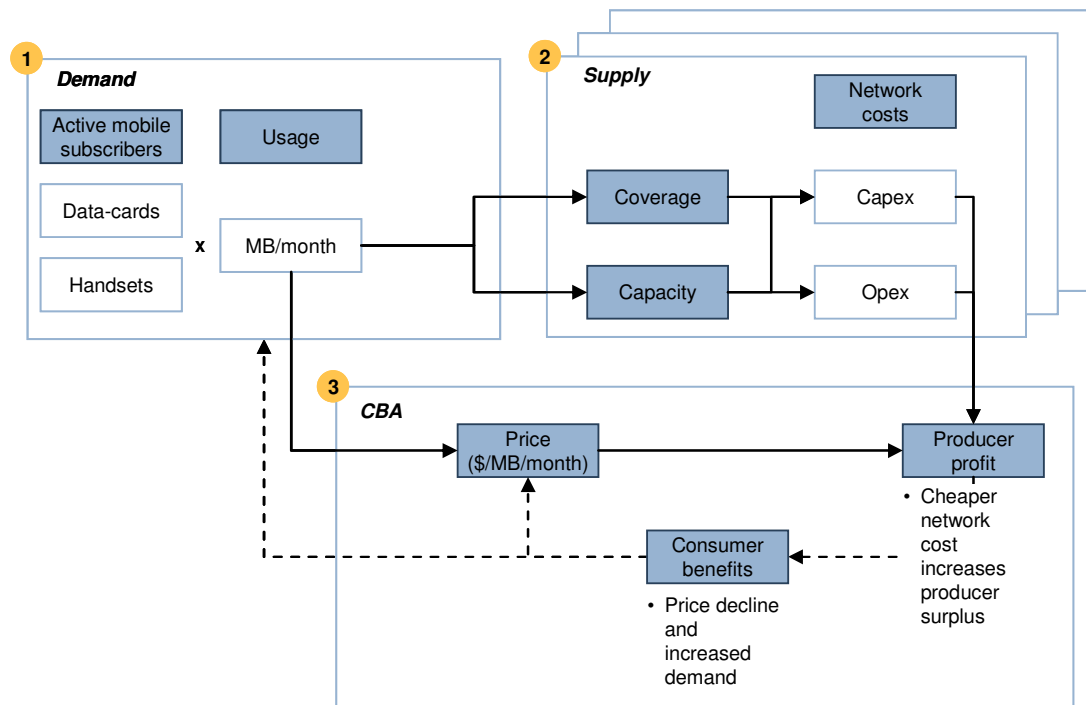 1
Demand
Active mobile
subscribers
Usage
Data-cards
x
MB/month
Handsets
2
Supply
Network
costs
Coverage
Capex
Capacity
Opex
3
CBA
Price
($/MB/month)
Producer
profit
• Cheaper
network
cost
increases
producer
surplus
Consumer
benefits
• Price decline
and
increased
demand